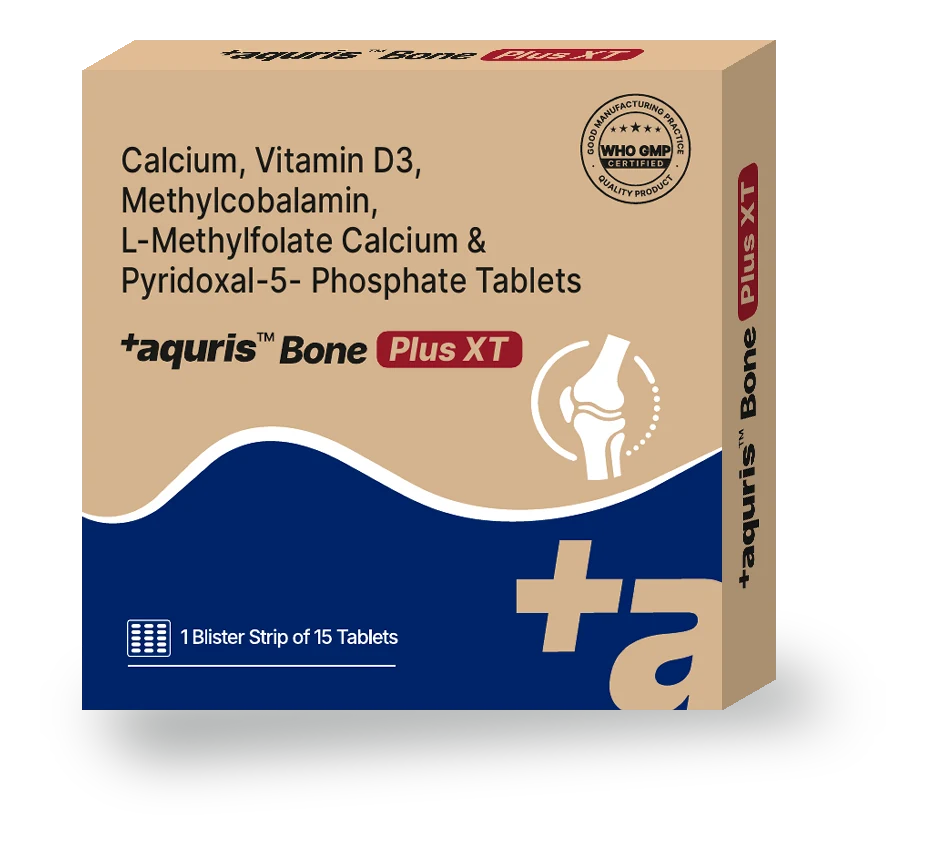 +aquris™ Bone Plus XT
GOOD MANUFACTURING PRACTICE
WHO GMP
CERTIFIED
QUALITY PRODUCT
Calcium, Vitamin D3,
Methylcobalamin,
L-Methylfolate Calcium &
Pyridoxal-5- Phosphate Tablets
+aquris™ Bone Plus XT
1 Blister Strip of 15 Tablets
+a
+aquris™ Bone Plus XT